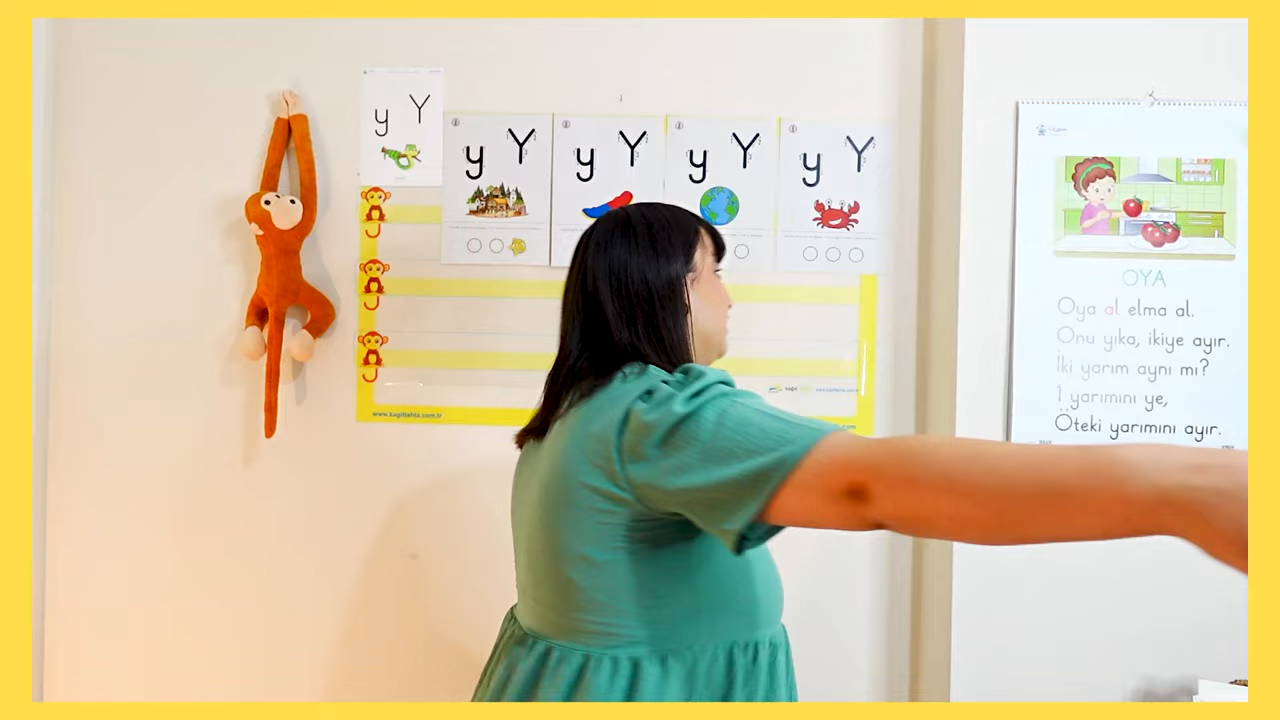 y Y
y Y
y Y
y Y
y Y
www.kagittahta.com.tr
OYA
Oya al elma al.
Onu yıka, ikiye ayır.
İki yarım aynı mı?
1 yarımını ye,
Öteki yarımını ayır.